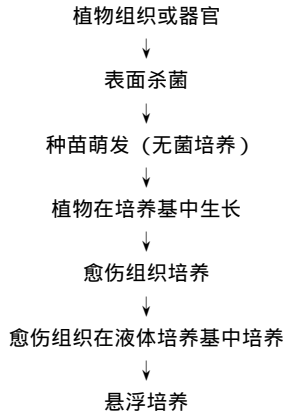 植物组织或器官
↓
表面杀菌
↓
种苗萌发（无菌培养）
↓
植物在培养基中生长
↓
愈伤组织培养
↓
愈伤组织在液体培养基中培养
↓
悬浮培养